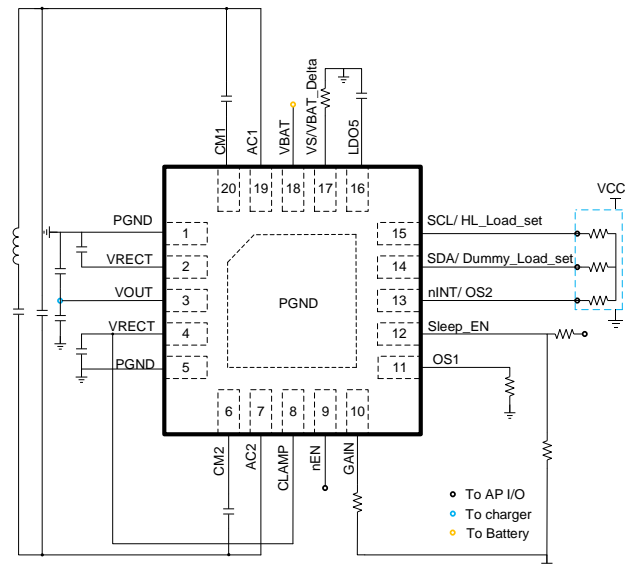 CM1
AC1
VBAT
VS/VBAT_Delta
LDO5
20
19
18
17
16
VCC
PGND
1
VRECT
2
VOUT
3
VRECT
4
PGND
5
PGND
15
SCL/ HL_Load_set
14
SDA/ Dummy_Load_set
13
nINT/ OS2
12
Sleep_EN
11
OS1
6
7
8
9
10
CM2
AC2
CLAMP
nEN
GAIN
To AP I/O
To charger
To Battery